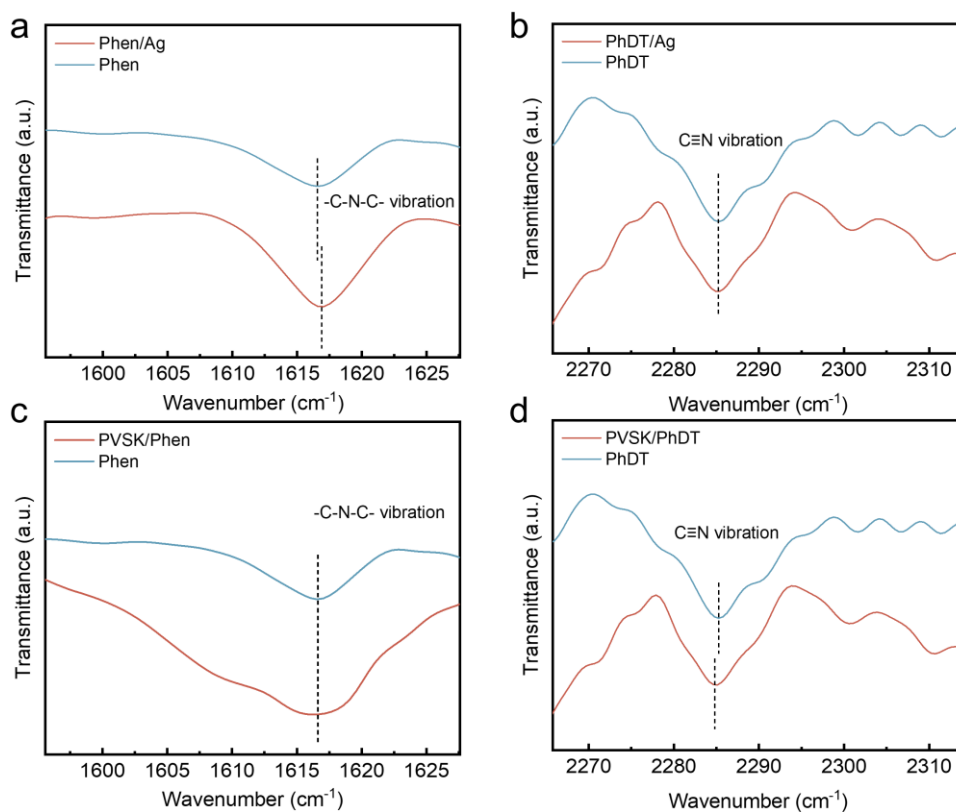 a
Phen/Ag
Phen
-C-N-C- vibration
Transmittance (a.u.)
1600 1605 1610 1615 1620 1625
Wavenumber (cm⁻¹)
b
PhDT/Ag
PhDT
C≡N vibration
Transmittance (a.u.)
2270 2280 2290 2300 2310
Wavenumber (cm⁻¹)
c
PVSK/Phen
Phen
-C-N-C- vibration
Transmittance (a.u.)
1600 1605 1610 1615 1620 1625
Wavenumber (cm⁻¹)
d
PVSK/PhDT
PhDT
C≡N vibration
Transmittance (a.u.)
2270 2280 2290 2300 2310
Wavenumber (cm⁻¹)